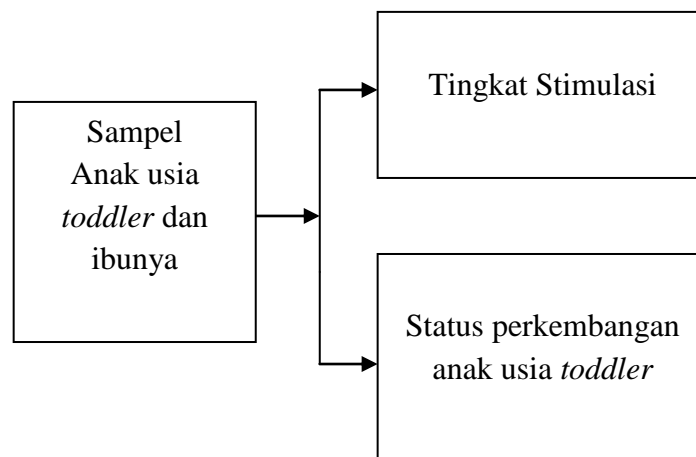 Sampel
Anak usia
toddler dan
ibunya
Tingkat Stimulasi
Status perkembangan
anak usia toddler